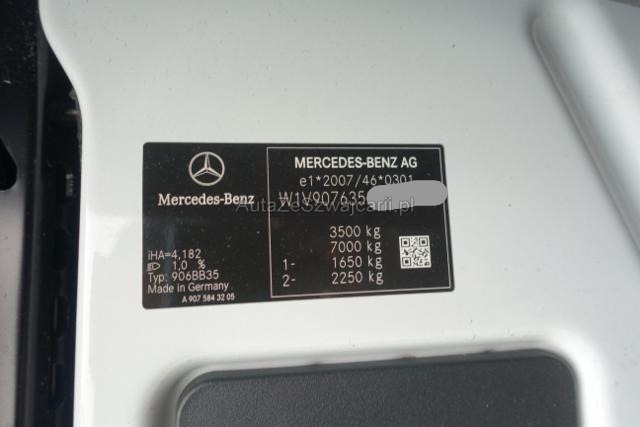 MERCEDES-BENZ AG
e1*2007/46*0301
W1V907635
AutaZeSzwajcarii.pl
3500 kg
7000 kg
1- 1650 kg
2- 2250 kg
Mercedes-Benz
iHA=4,182
1,0 %
Typ: 906BB35
Made in Germany
A 907 584 32 05